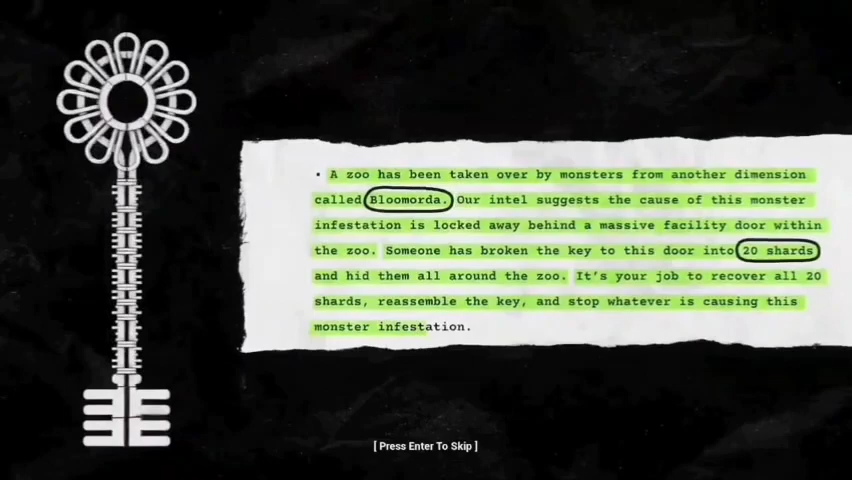 • A zoo has been taken over by monsters from another dimension
called Bloomorda. Our intel suggests the cause of this monster
infestation is locked away behind a massive facility door within
the zoo. Someone has broken the key to this door into 20 shards
and hid them all around the zoo. It's your job to recover all 20
shards, reassemble the key, and stop whatever is causing this
monster infestation.
[ Press Enter To Skip ]